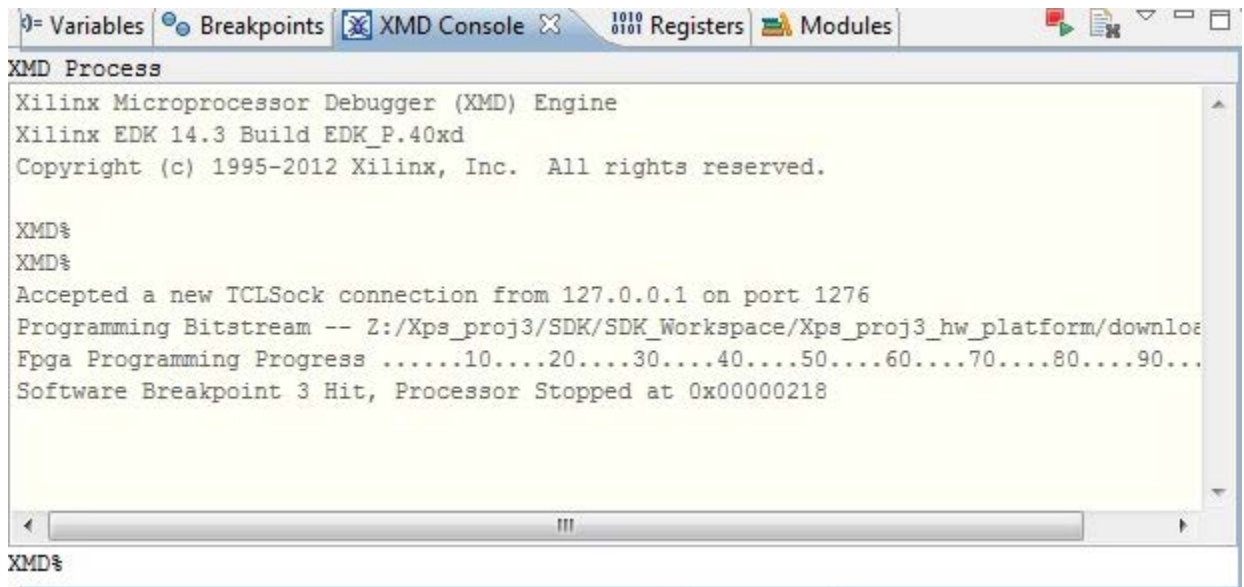 (x)= Variables Breakpoints XMD Console Registers Modules
XMD Process
Xilinx Microprocessor Debugger (XMD) Engine
Xilinx EDK 14.3 Build EDK_P.40xd
Copyright (c) 1995-2012 Xilinx, Inc.  All rights reserved.
XMD%
XMD%
Accepted a new TCLSock connection from 127.0.0.1 on port 1276
Programming Bitstream -- Z:/Xps_proj3/SDK/SDK_Workspace/Xps_proj3_hw_platform/downloa
Fpga Programming Progress ......10....20....30....40....50....60....70....80....90...
Software Breakpoint 3 Hit, Processor Stopped at 0x00000218
XMD%